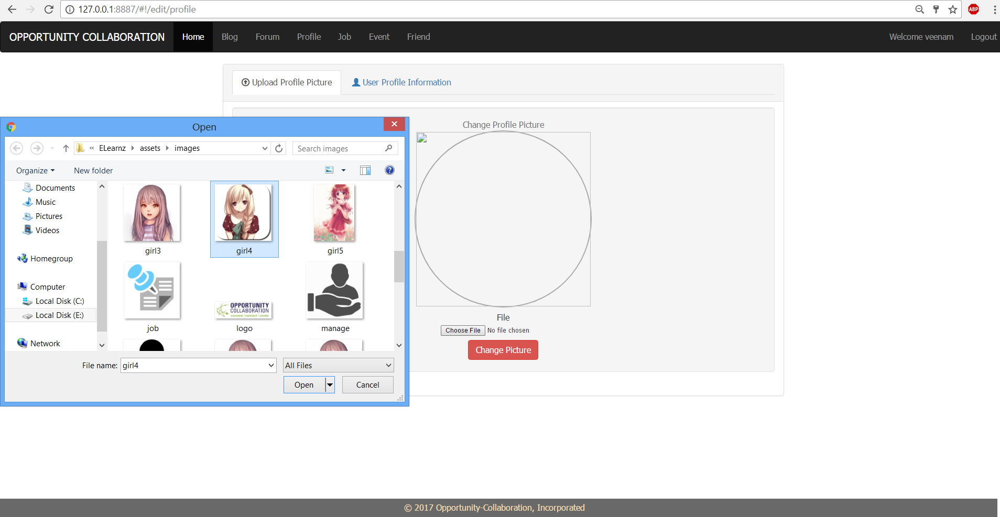 127.0.0.1:8887/#!/edit/profile
ABP
OPPORTUNITY COLLABORATION Home Blog Forum Profile Job Event Friend Welcome veenam Logout
Upload Profile Picture User Profile Information
Change Profile Picture
File
Choose File No file chosen
Change Picture
Open
« ELearnz assets images Search images
Organize New folder
Documents
Music
Pictures
Videos
Homegroup
Computer
Local Disk (C:)
Local Disk (E:)
Network
girl3 girl4 girl5
OPPORTUNITY
COLLABORATION
convene / connect / create
job logo manage
File name: girl4 All Files
Open Cancel
© 2017 Opportunity-Collaboration, Incorporated